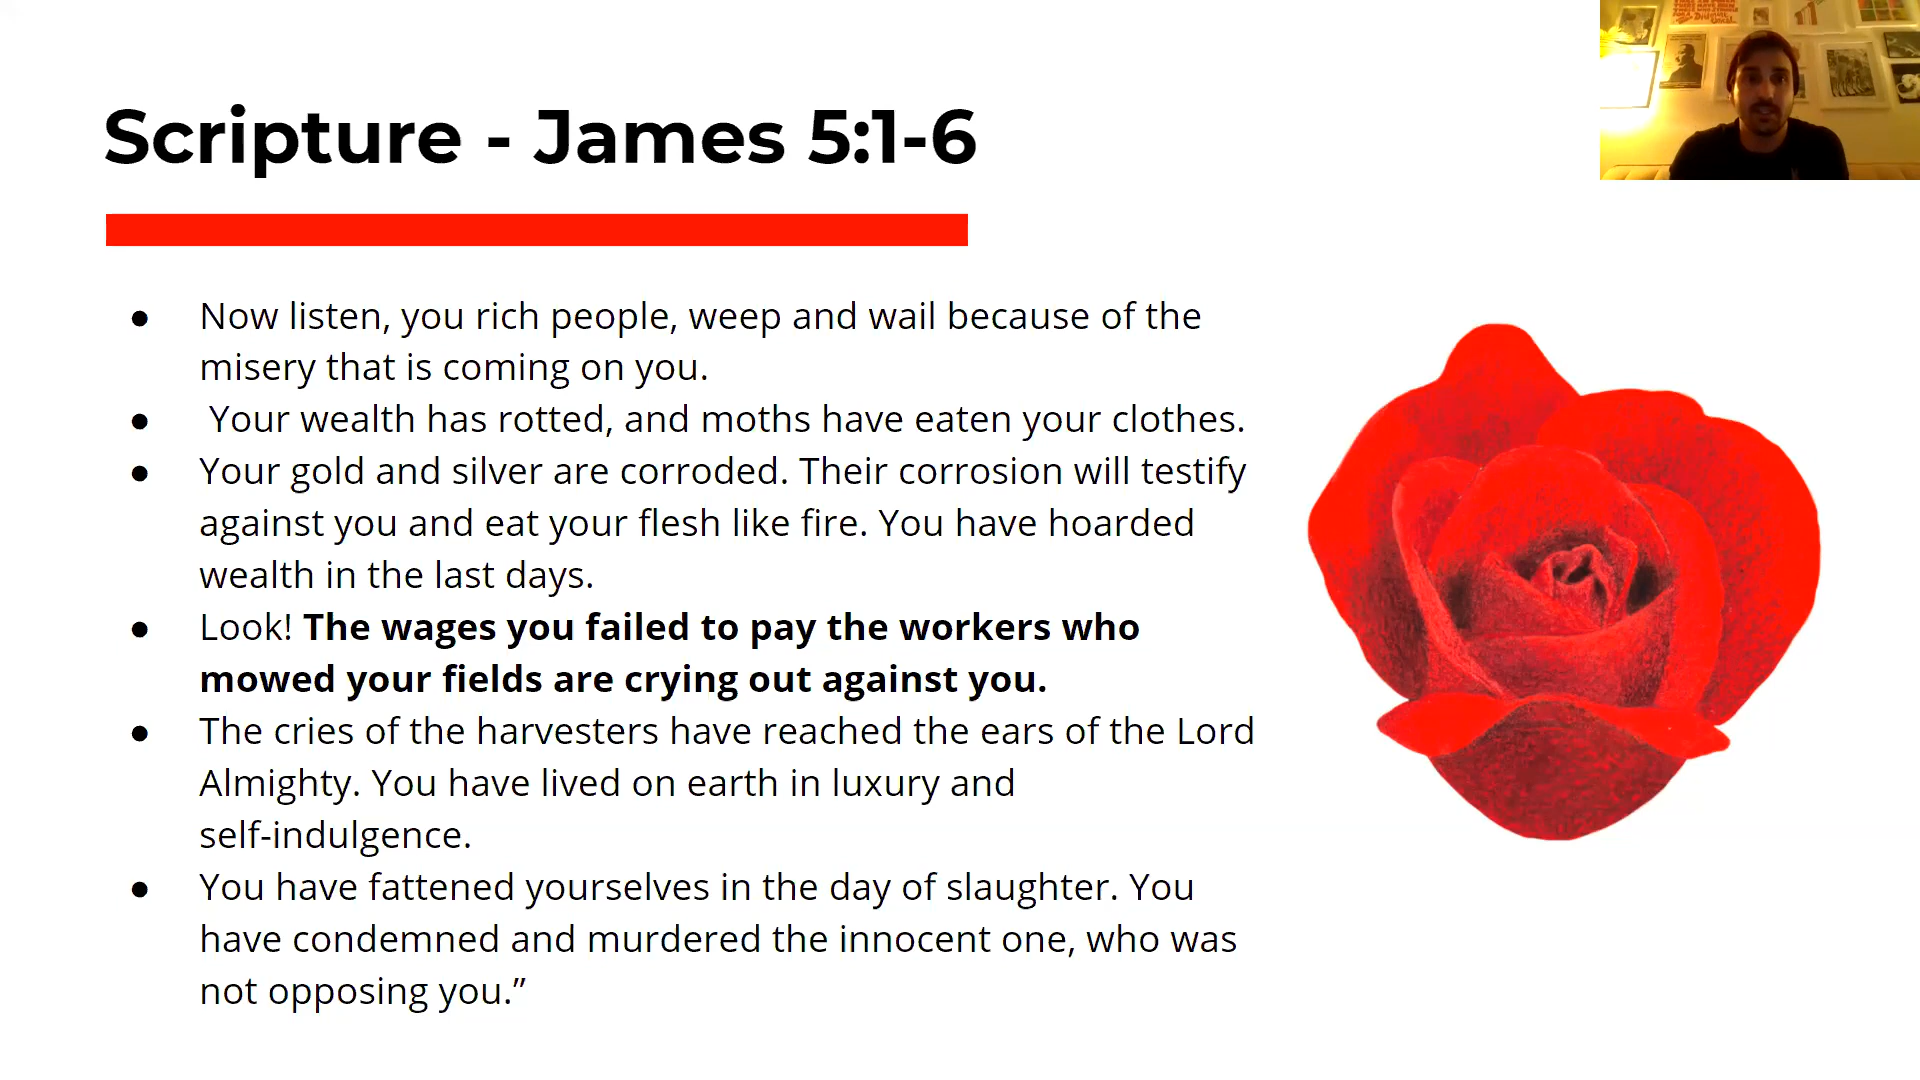 Scripture - James 5:1-6
● Now listen, you rich people, weep and wail because of the
misery that is coming on you.
● Your wealth has rotted, and moths have eaten your clothes.
● Your gold and silver are corroded. Their corrosion will testify
against you and eat your flesh like fire. You have hoarded
wealth in the last days.
● Look! The wages you failed to pay the workers who
mowed your fields are crying out against you.
● The cries of the harvesters have reached the ears of the Lord
Almighty. You have lived on earth in luxury and
self-indulgence.
● You have fattened yourselves in the day of slaughter. You
have condemned and murdered the innocent one, who was
not opposing you.”